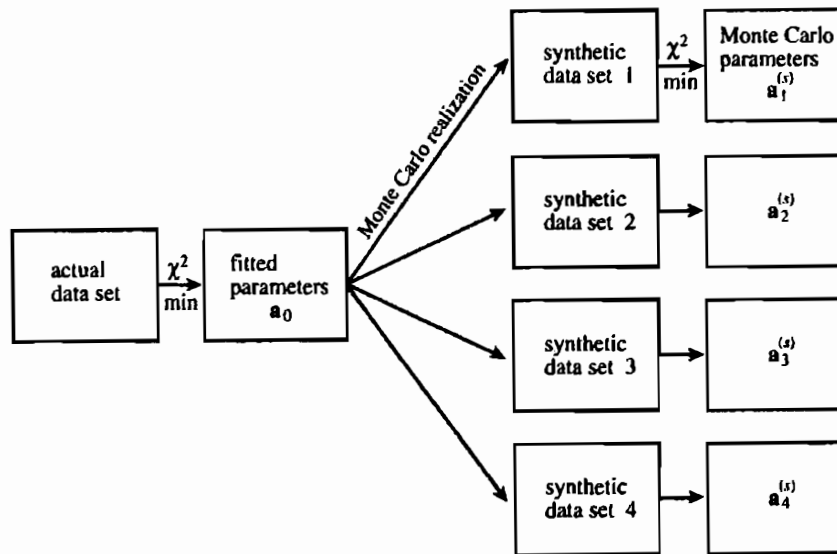 actual
data set
χ²
min
fitted
parameters
a₀
Monte Carlo realization
synthetic
data set 1
χ²
min
Monte Carlo
parameters
a₁⁽ˢ⁾
synthetic
data set 2
a₂⁽ˢ⁾
synthetic
data set 3
a₃⁽ˢ⁾
synthetic
data set 4
a₄⁽ˢ⁾